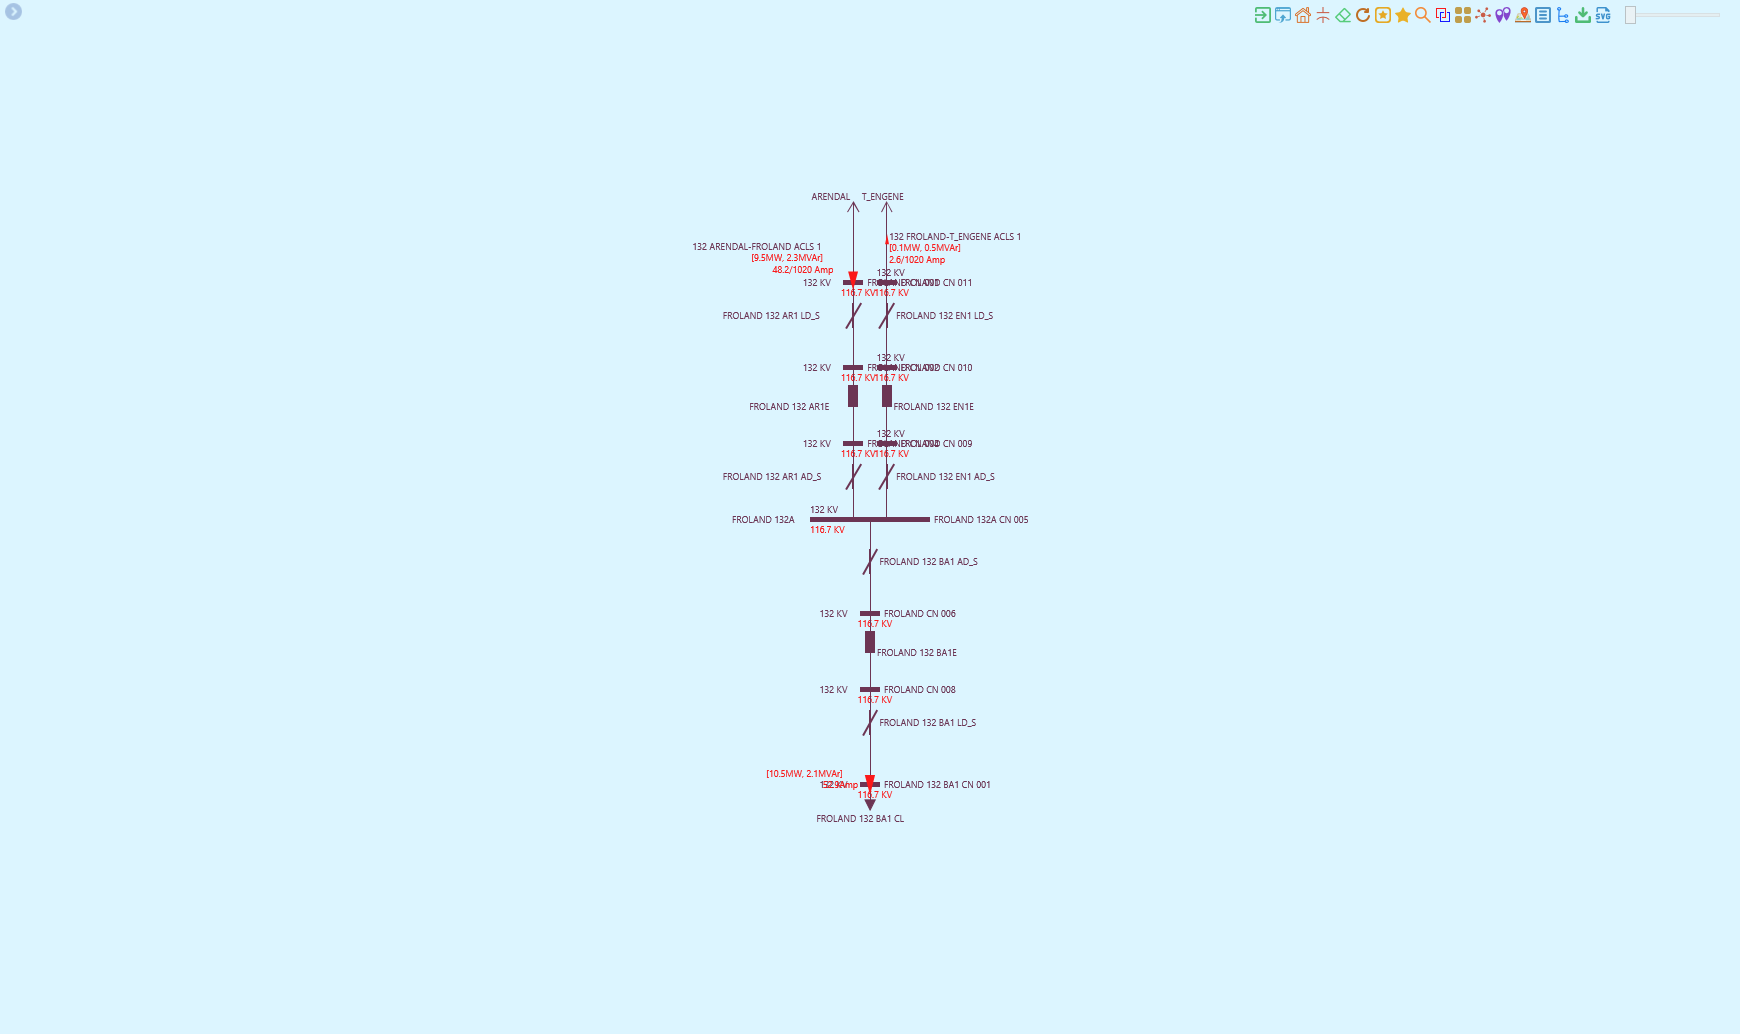 SVG
ARENDAL
T_ENGENE
132 FROLAND-T_ENGENE ACLS 1
132 ARENDAL-FROLAND ACLS 1
[0.1MW, 0.5MVAr]
[9.5MW, 2.3MVAr]
2.6/1020 Amp
48.2/1020 Amp
132 KV
132 KV
FROLAND CN 011
116.7 KV
116.7 KV
FROLAND 132 AR1 LD_S
FROLAND 132 EN1 LD_S
132 KV
132 KV
FROLAND CN 010
116.7 KV
116.7 KV
FROLAND 132 AR1E
FROLAND 132 EN1E
132 KV
132 KV
FROLAND CN 009
116.7 KV
116.7 KV
FROLAND 132 AR1 AD_S
FROLAND 132 EN1 AD_S
132 KV
FROLAND 132A
FROLAND 132A CN 005
116.7 KV
FROLAND 132 BA1 AD_S
132 KV
FROLAND CN 006
116.7 KV
FROLAND 132 BA1E
132 KV
FROLAND CN 008
116.7 KV
FROLAND 132 BA1 LD_S
[10.5MW, 2.1MVAr]
132 KV
Amp
FROLAND 132 BA1 CN 001
116.7 KV
FROLAND 132 BA1 CL